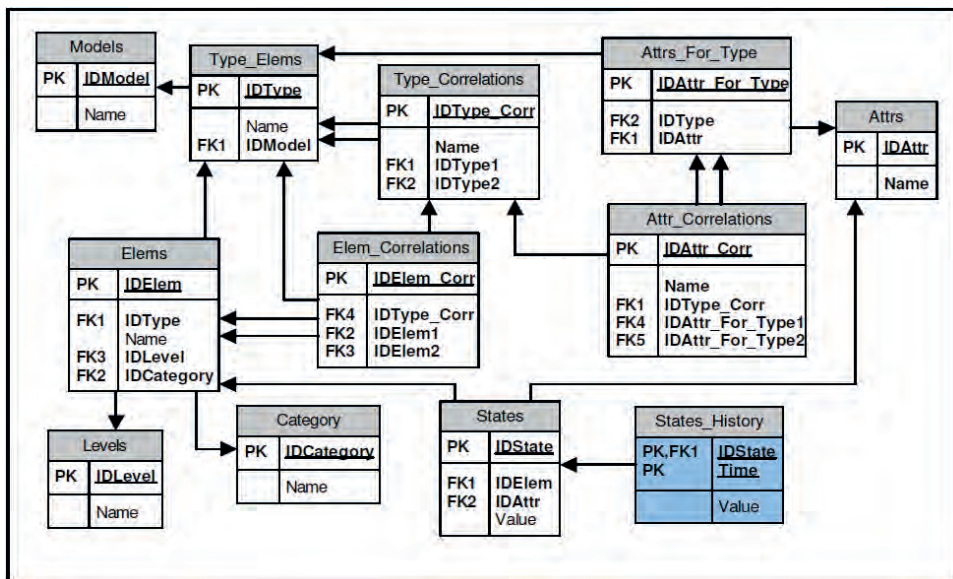 Models
PK IDModel
Name
Type_Elems
PK IDType
Name
FK1 IDModel
Type_Correlations
PK IDType_Corr
Name
FK1 IDType1
FK2 IDType2
Attrs_For_Type
PK IDAttr_For_Type
FK2 IDType
FK1 IDAttr
Attrs
PK IDAttr
Name
Elems
PK IDElem
FK1 IDType
Name
FK3 IDLevel
FK2 IDCategory
Elem_Correlations
PK IDElem_Corr
FK4 IDType_Corr
FK2 IDElem1
FK3 IDElem2
Attr_Correlations
PK IDAttr_Corr
Name
FK1 IDType_Corr
FK4 IDAttr_For_Type1
FK5 IDAttr_For_Type2
Levels
PK IDLevel
Name
Category
PK IDCategory
Name
States
PK IDState
FK1 IDElem
FK2 IDAttr
Value
States_History
PK,FK1 IDState
PK Time
Value